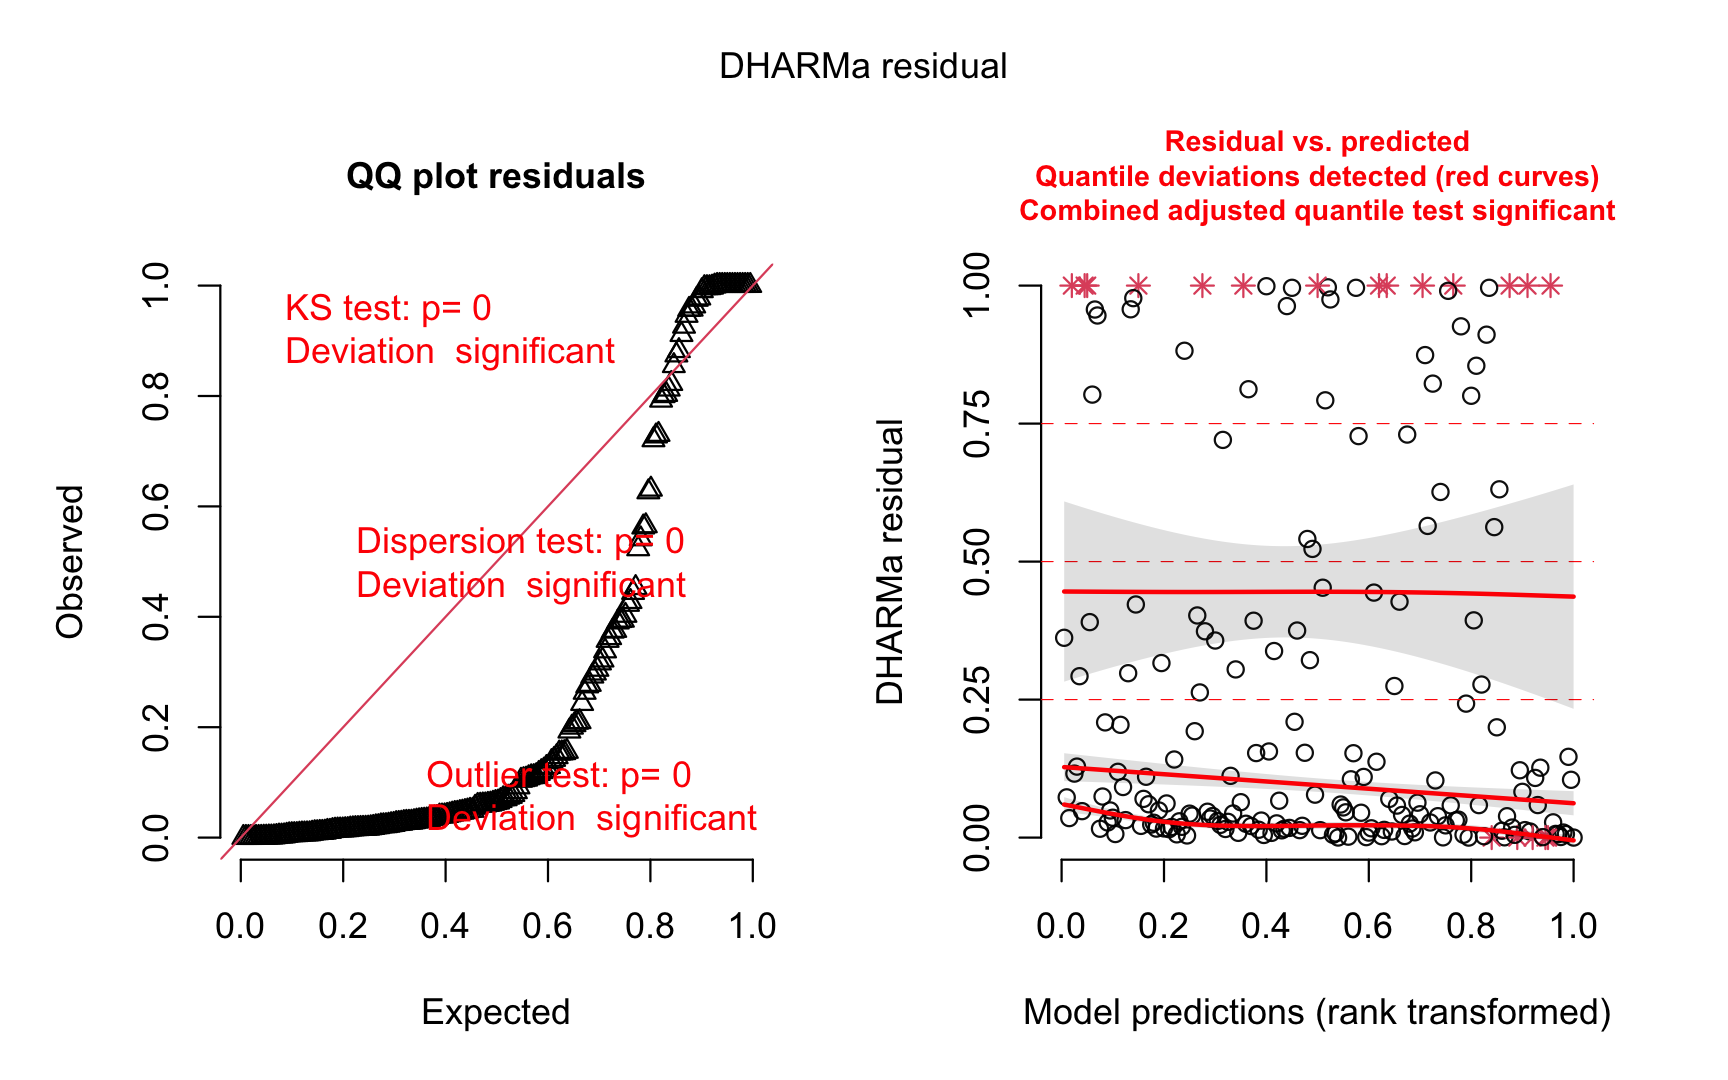 DHARMa residual
QQ plot residuals
KS test: p= 0
Deviation  significant
Dispersion test: p= 0
Deviation  significant
Outlier test: p= 0
Deviation  significant
Observed
0.0
0.2
0.4
0.6
0.8
1.0
0.0
0.2
0.4
0.6
0.8
1.0
Expected
Residual vs. predicted
Quantile deviations detected (red curves)
Combined adjusted quantile test significant
DHARMa residual
0.00
0.25
0.50
0.75
1.00
0.0
0.2
0.4
0.6
0.8
1.0
Model predictions (rank transformed)